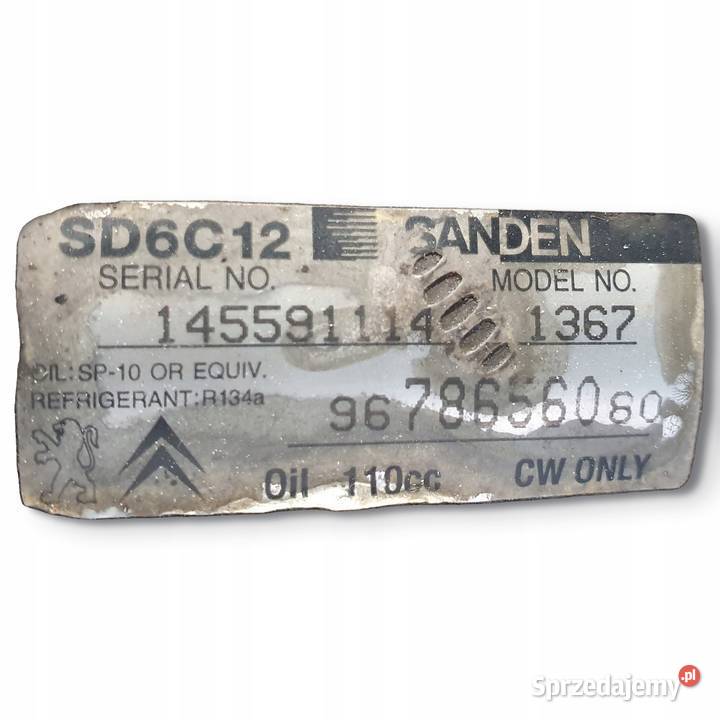 SD6C12 SANDEN
SERIAL NO. MODEL NO.
145591114 1367
OIL: SP-10 OR EQUIV.
REFRIGERANT: R134a
9678656080
Oil 110cc CW ONLY
Sprzedajemy.pl